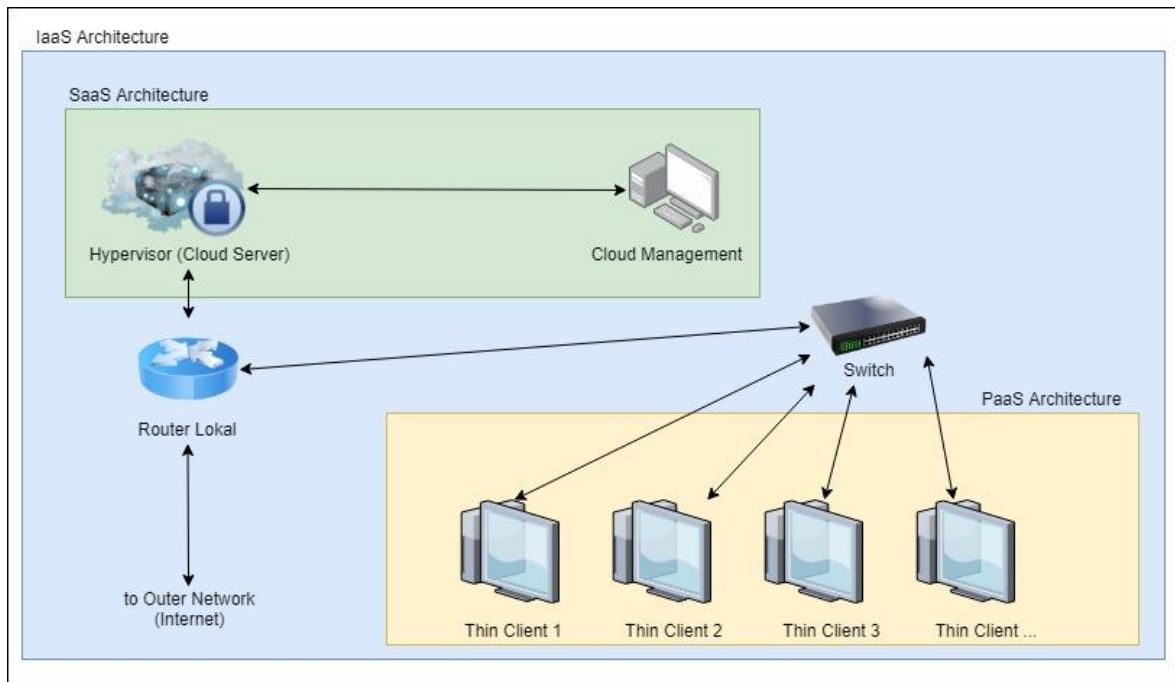 IaaS Architecture
SaaS Architecture
Hypervisor (Cloud Server)
Cloud Management
Switch
PaaS Architecture
Router Lokal
to Outer Network
(Internet)
Thin Client 1
Thin Client 2
Thin Client 3
Thin Client ...